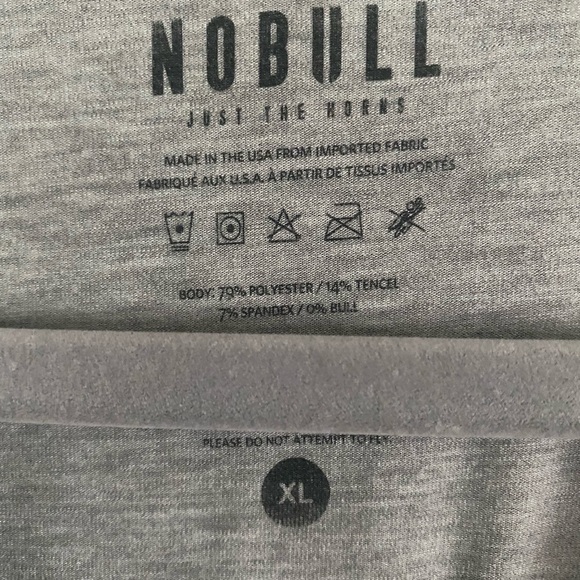 NOBULL
JUST THE HORNS
MADE IN THE USA FROM IMPORTED FABRIC
FABRIQUÉ AUX U.S.A. À PARTIR DE TISSUS IMPORTÉS
BODY: 79% POLYESTER / 14% TENCEL
7% SPANDEX / 0% BULL
PLEASE DO NOT ATTEMPT TO FLY.
XL